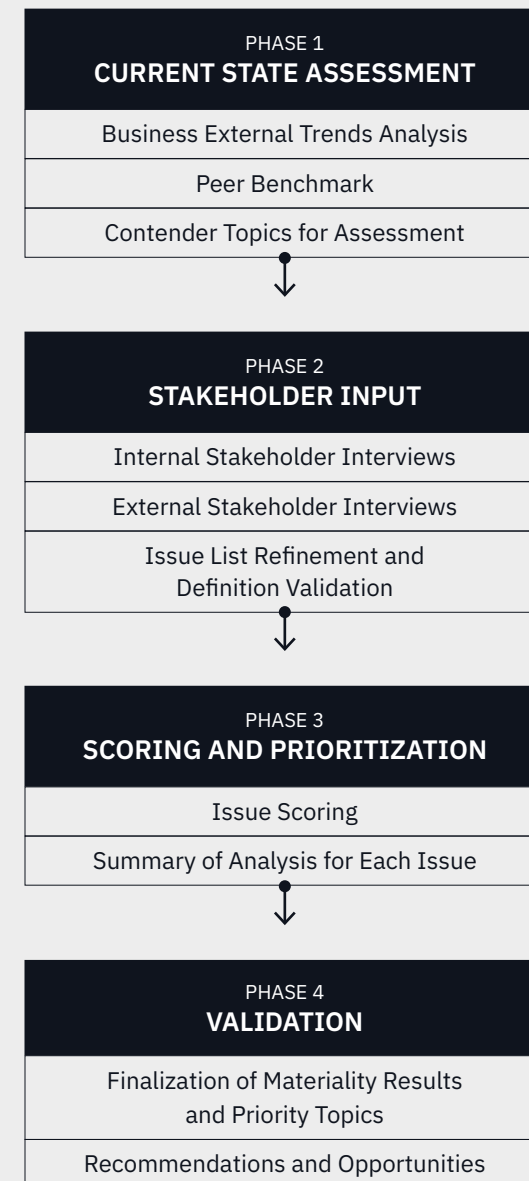 PHASE 1
CURRENT STATE ASSESSMENT
Business External Trends Analysis
Peer Benchmark
Contender Topics for Assessment
PHASE 2
STAKEHOLDER INPUT
Internal Stakeholder Interviews
External Stakeholder Interviews
Issue List Refinement and
Definition Validation
PHASE 3
SCORING AND PRIORITIZATION
Issue Scoring
Summary of Analysis for Each Issue
PHASE 4
VALIDATION
Finalization of Materiality Results
and Priority Topics
Recommendations and Opportunities